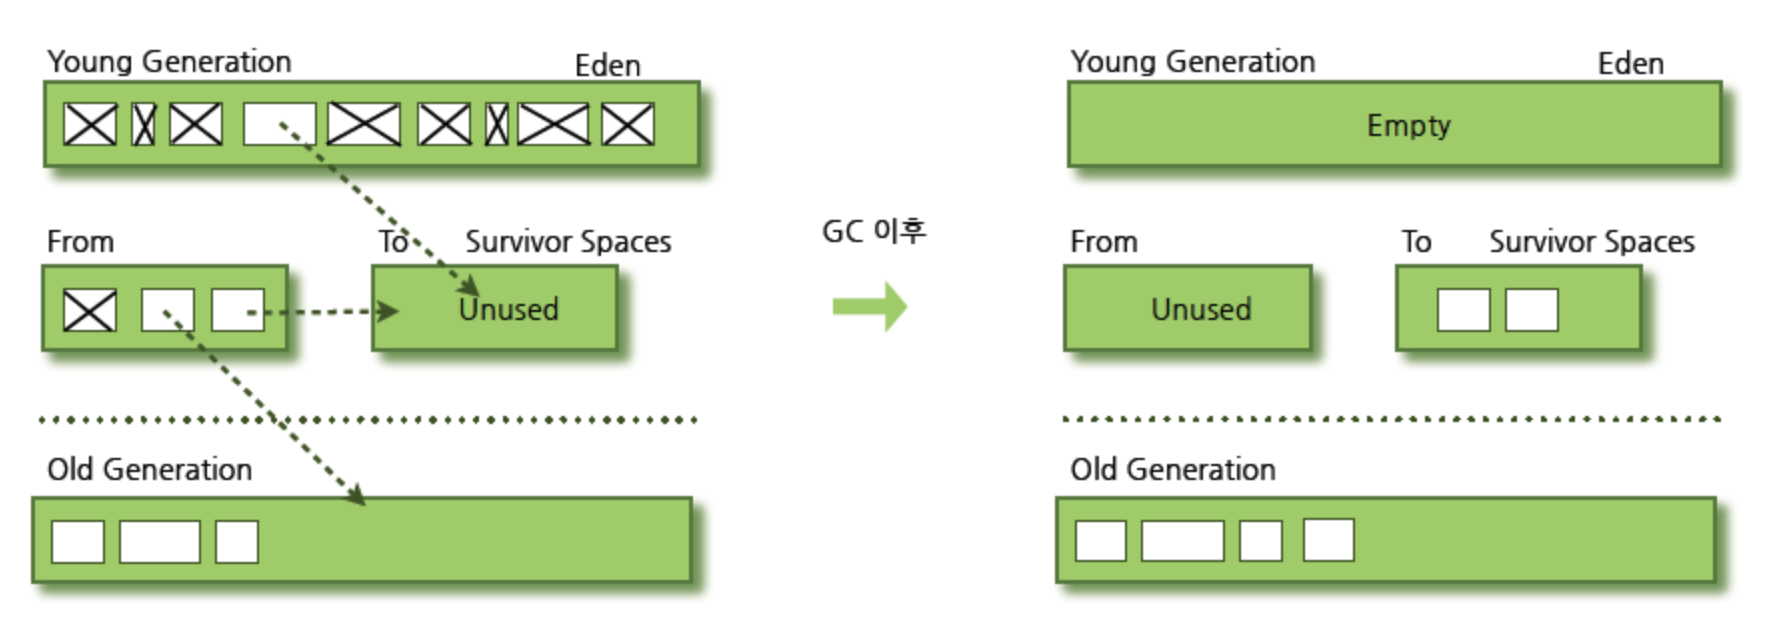 Young Generation
Eden
From
To
Survivor Spaces
Unused
Old Generation
GC 이후
Young Generation
Eden
Empty
From
To
Survivor Spaces
Unused
Old Generation